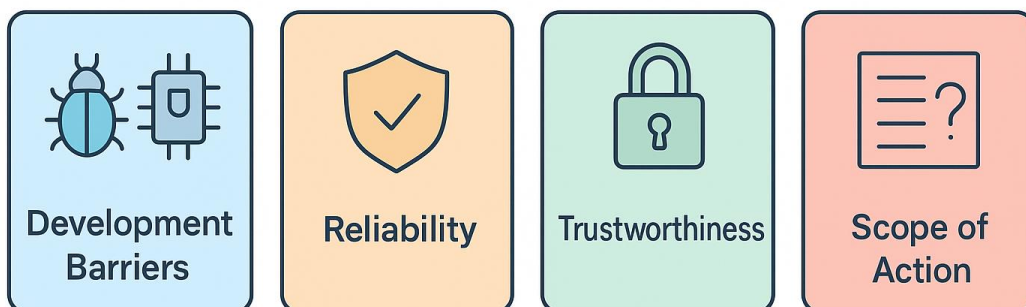 Development
Barriers
Reliability
Trustworthiness
?
Scope of
Action